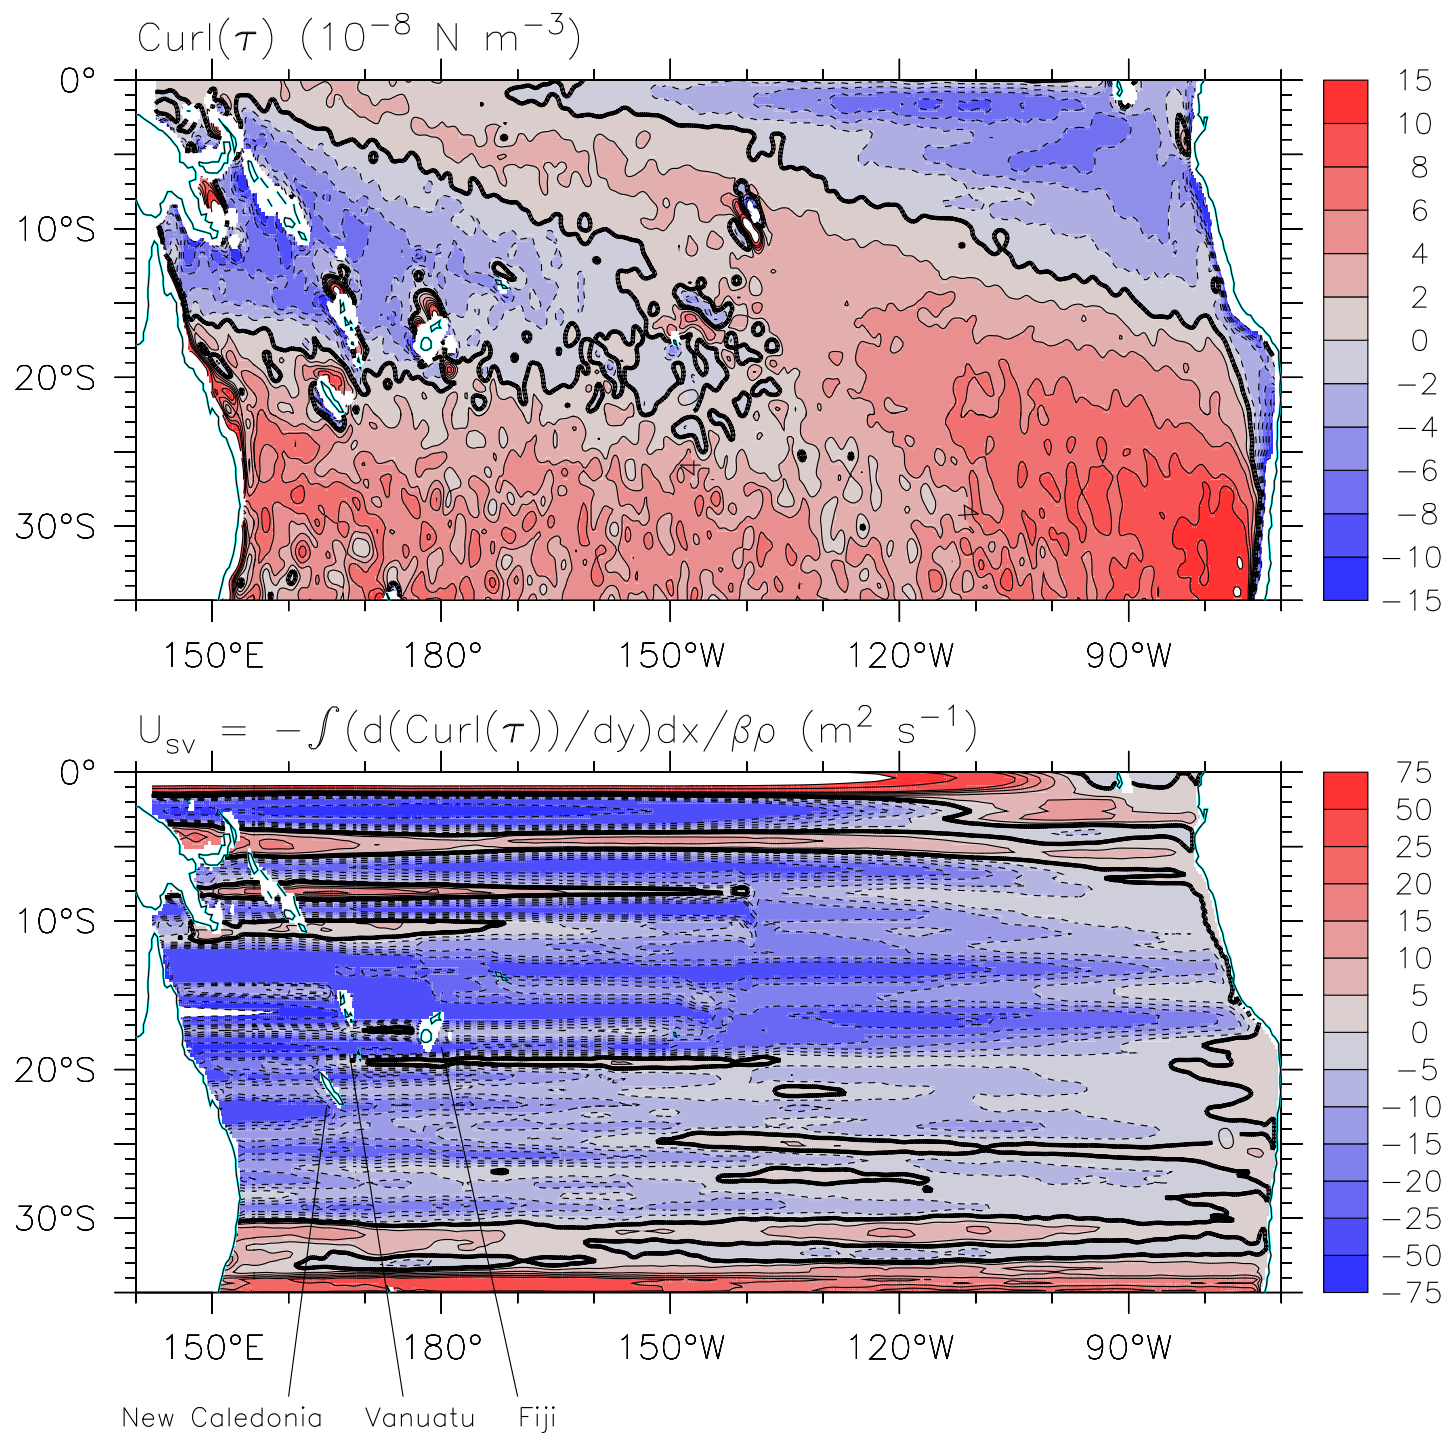 Curl(τ) (10⁻⁸ N m⁻³)
0°
10°S
20°S
30°S
150°E 180° 150°W 120°W 90°W
15
10
8
6
4
2
0
−2
−4
−6
−8
−10
−15
4
4
U_sv = −∫(d(Curl(τ))/dy)dx/βρ (m² s⁻¹)
0°
10°S
20°S
30°S
150°E 180° 150°W 120°W 90°W
75
50
25
20
15
10
5
0
−5
−10
−15
−20
−25
−50
−75
New Caledonia Vanuatu Fiji